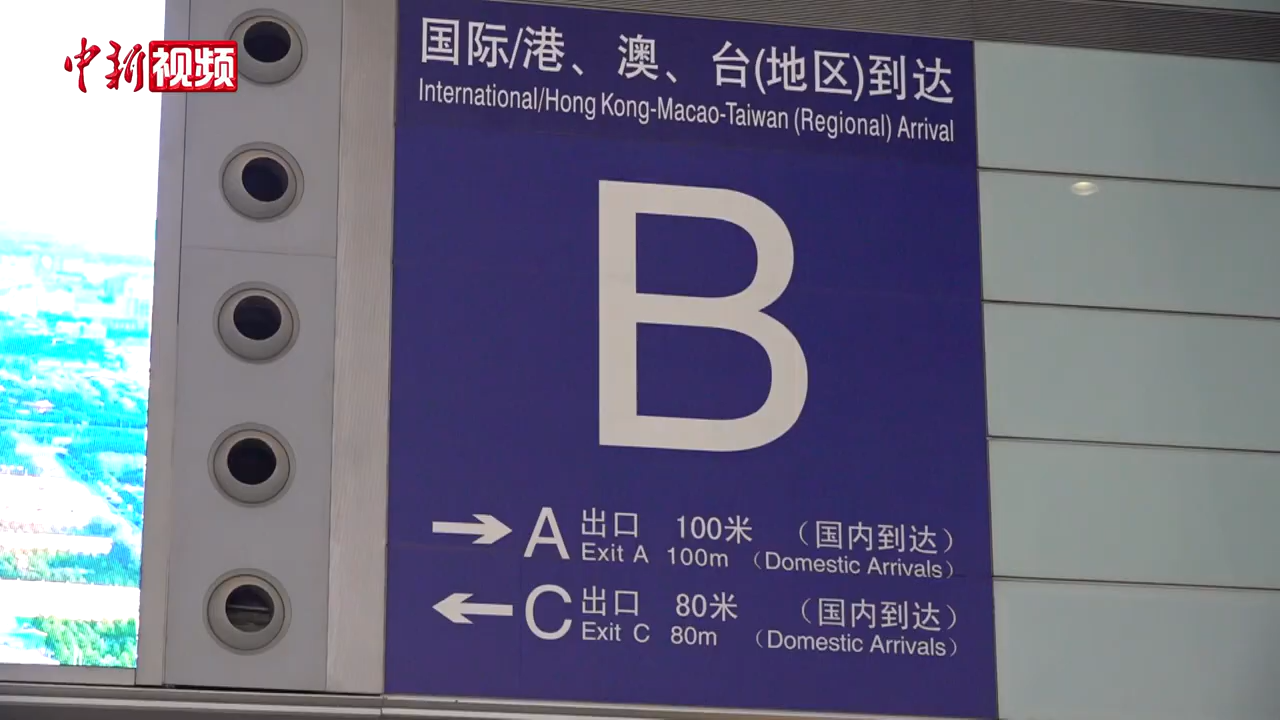 中新视频
国际/港、澳、台(地区)到达
International/Hong Kong-Macao-Taiwan (Regional) Arrival
B
A 出口 100米 （国内到达）
Exit A 100m （Domestic Arrivals）
C 出口 80米 （国内到达）
Exit C 80m （Domestic Arrivals）